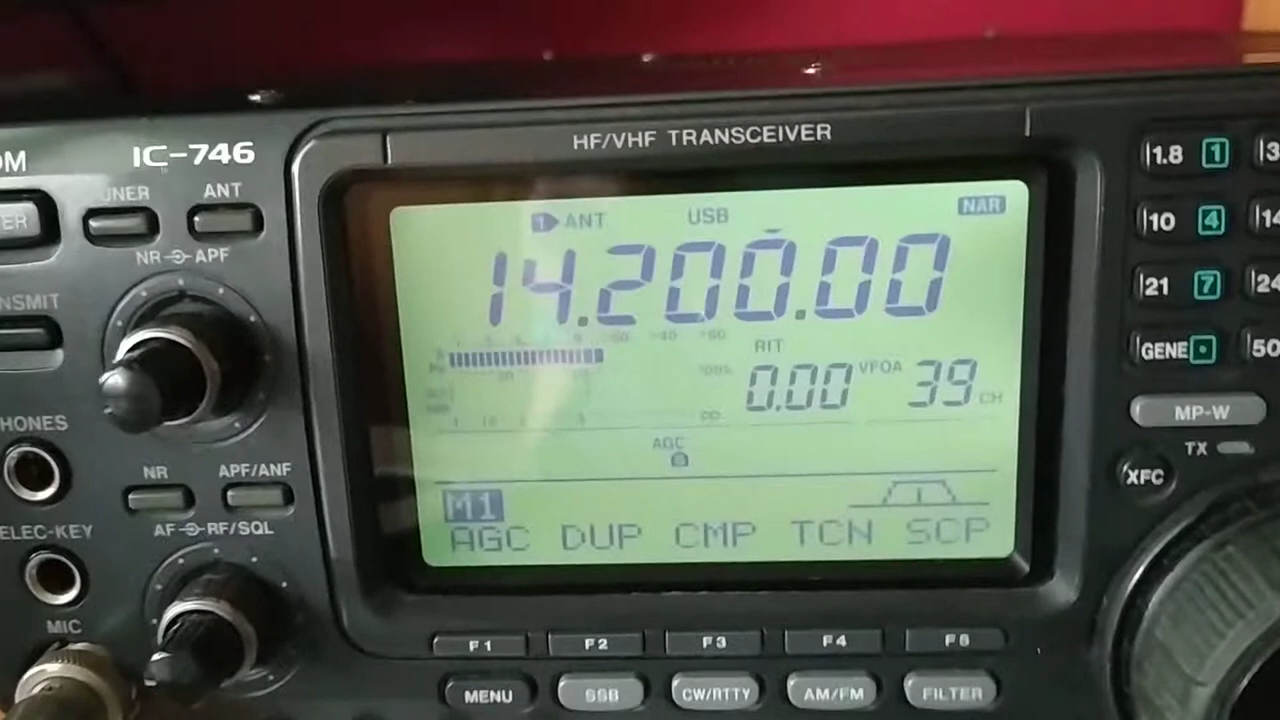 HF/VHF TRANSCEIVER
IC-746
TUNER ANT
NR APF
PHONES
NR APF/ANF
ELEC-KEY AF RF/SQL
MIC
1 ANT USB NAR
14.200.00
RIT
0.00 VFOA 39 CH
AGC
M1
AGC DUP CMP TCN SCP
F1 F2 F3 F4 F5
MENU SSB CW/RTTY AM/FM FILTER
1.8 1
10 4
21 7
GENE 50
MP-W
TX
XFC